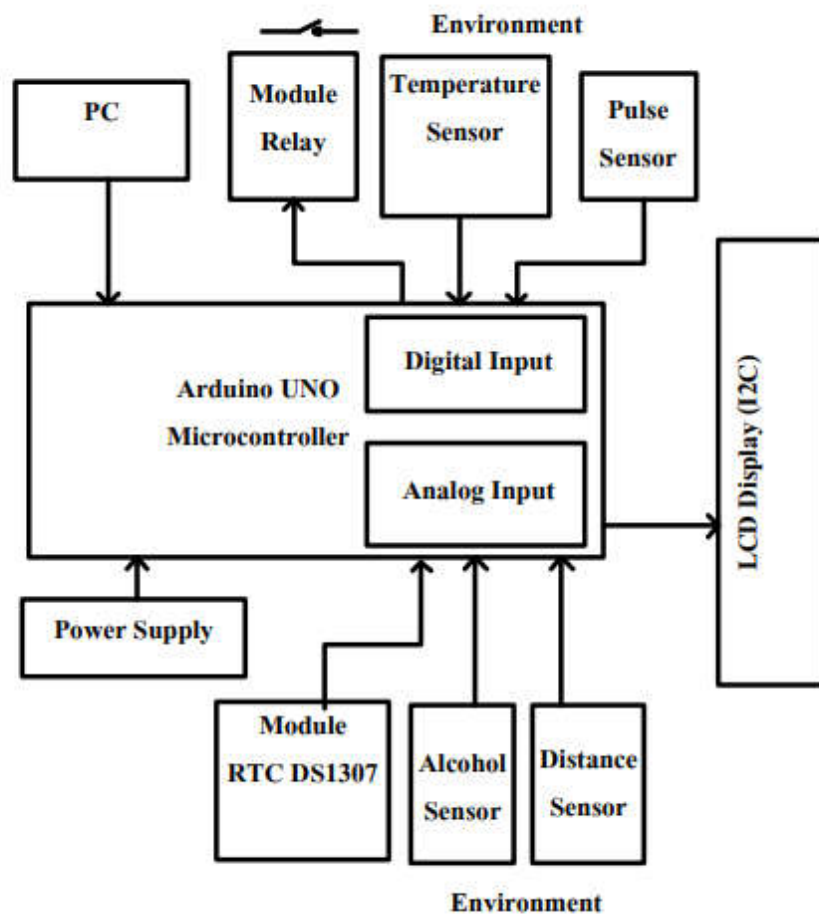 Environment
PC
Module
Relay
Temperature
Sensor
Pulse
Sensor
Arduino UNO
Microcontroller
Digital Input
Analog Input
LCD Display (I2C)
Power Supply
Module
RTC DS1307
Alcohol
Sensor
Distance
Sensor
Environment